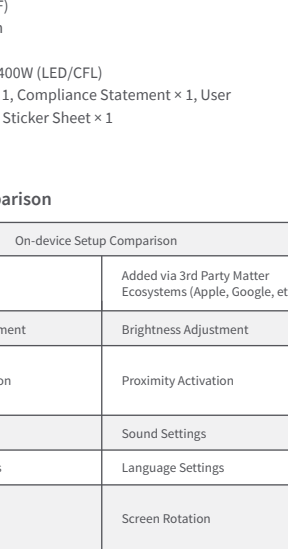 )
400W (LED/CFL)
1, Compliance Statement × 1, User
Sticker Sheet × 1
arison
On-device Setup Comparison
Added via 3rd Party Matter
Ecosystems (Apple, Google, et
ment
Brightness Adjustment
on
Proximity Activation
Sound Settings
s
Language Settings
Screen Rotation